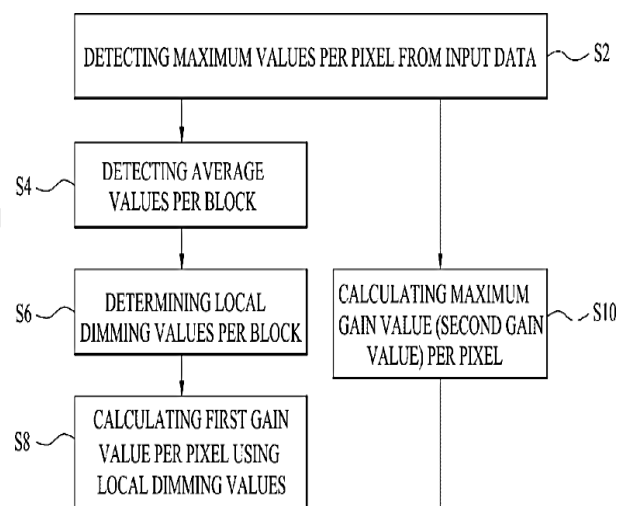 DETECTING MAXIMUM VALUES PER PIXEL FROM INPUT DATA
S2
S4
DETECTING AVERAGE
VALUES PER BLOCK
S6
DETERMINING LOCAL
DIMMING VALUES PER BLOCK
CALCULATING MAXIMUM
GAIN VALUE (SECOND GAIN
VALUE) PER PIXEL
S10
S8
CALCULATING FIRST GAIN
VALUE PER PIXEL USING
LOCAL DIMMING VALUES